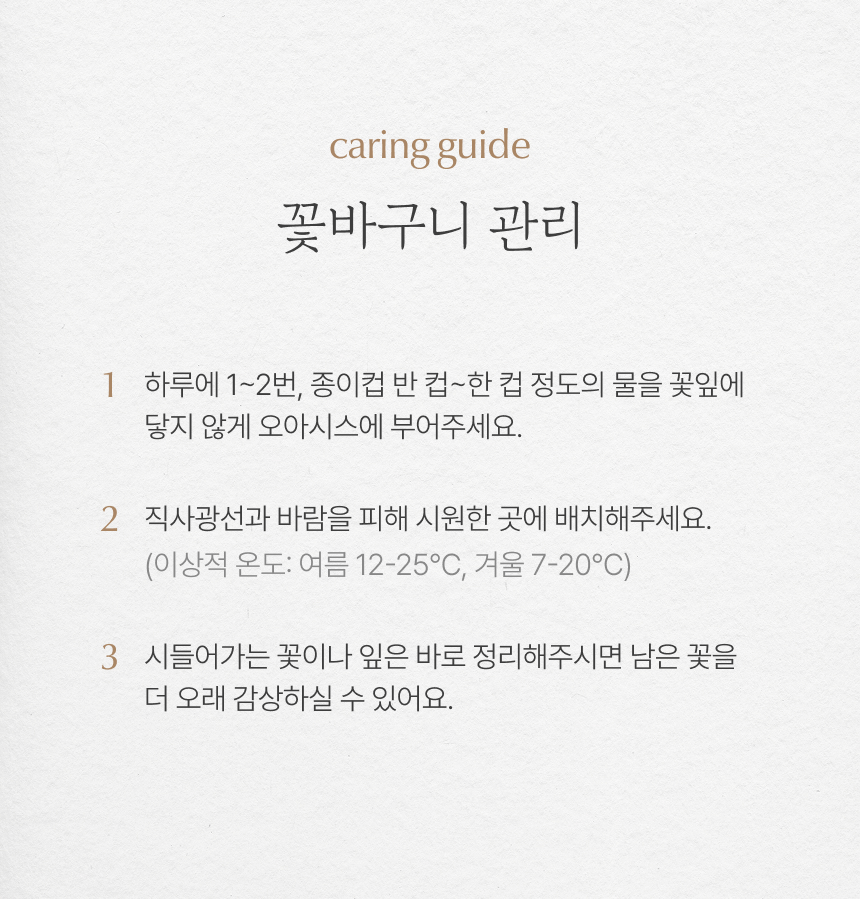 caring guide
꽃바구니 관리
1 하루에 1~2번, 종이컵 반 컵~한 컵 정도의 물을 꽃잎에
닿지 않게 오아시스에 부어주세요.
2 직사광선과 바람을 피해 시원한 곳에 배치해주세요.
(이상적 온도: 여름 12-25°C, 겨울 7-20°C)
3 시들어가는 꽃이나 잎은 바로 정리해주시면 남은 꽃을
더 오래 감상하실 수 있어요.